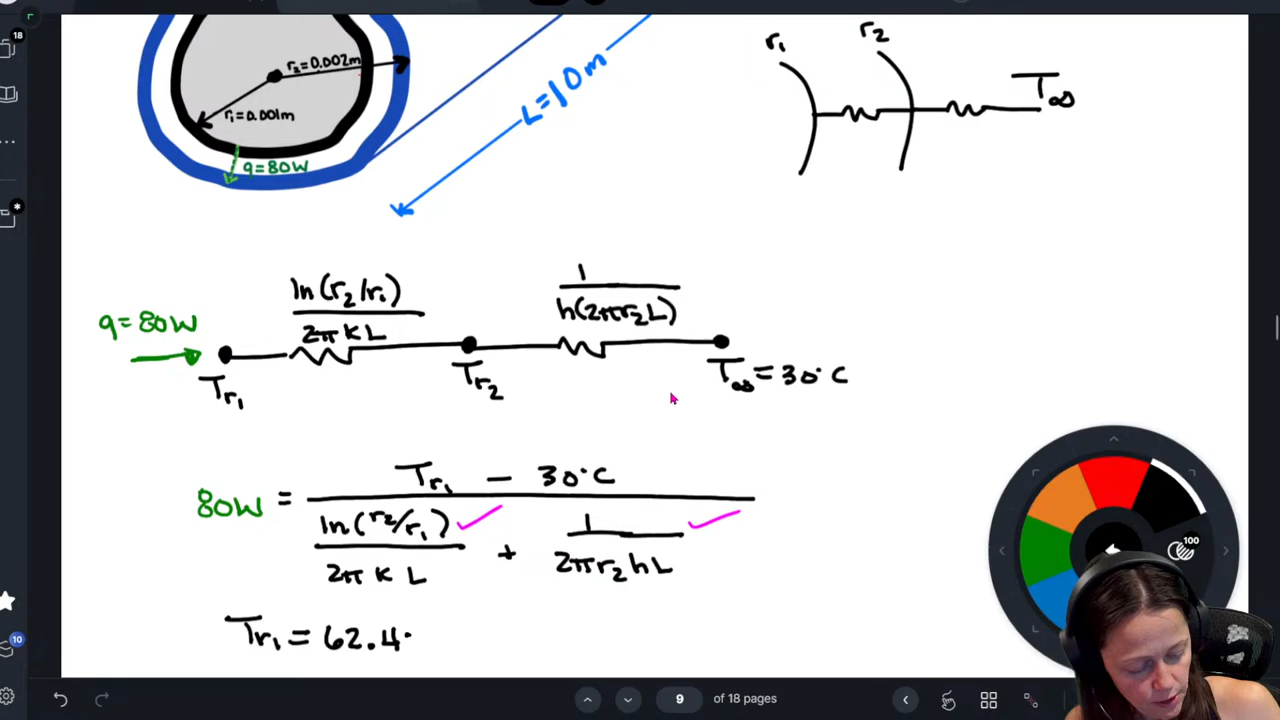 18
r₂=0.002m
r₁=0.001m
q=80W
L=10m
r₁
r₂
T∞
q=80W
ln(r₂/r₁)
2πKL
1
h(2πr₂L)
Tr₁
Tr₂
T∞=30°C
80W = Tr₁ - 30°C
ln(r₂/r₁)
2πKL
+
1
2πr₂hL
Tr₁ = 62.4°
100
10
9 of 18 pages